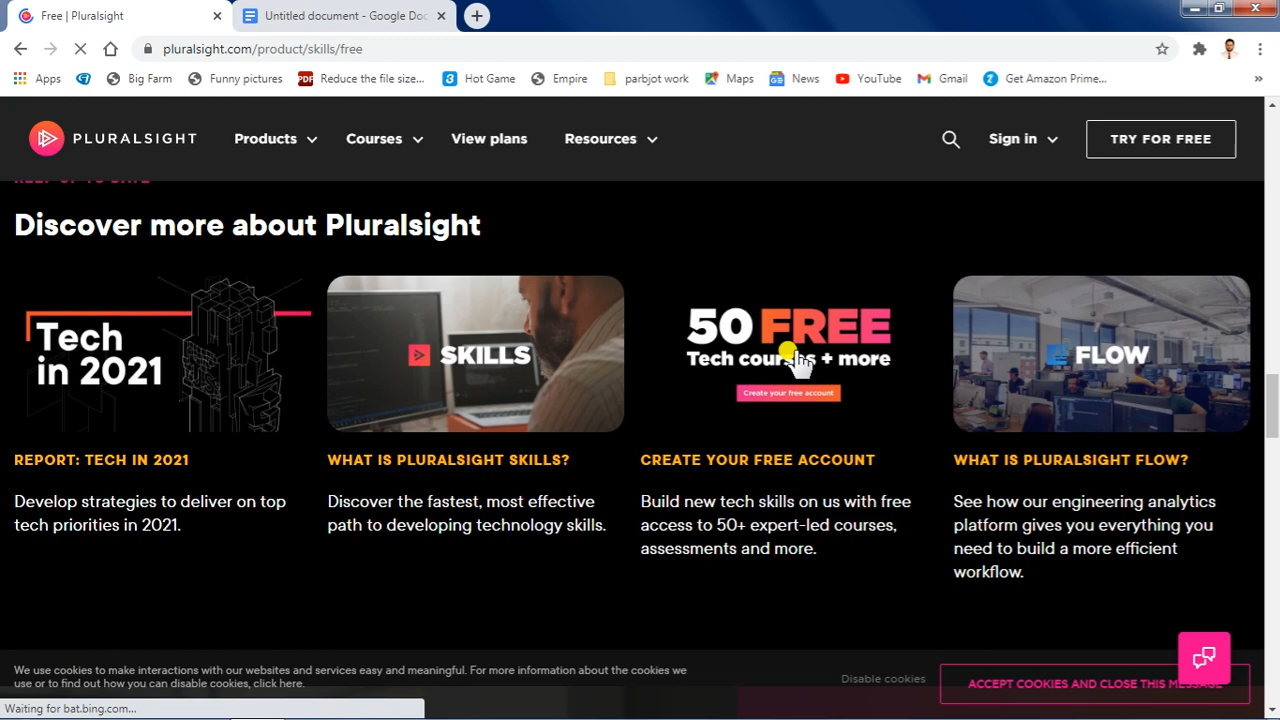 Free | Pluralsight
Untitled document - Google Doc
pluralsight.com/product/skills/free
Apps
Big Farm
Funny pictures
PDF
Reduce the file size...
3
Hot Game
Empire
parbjot work
Maps
News
YouTube
Gmail
Get Amazon Prime...
»
PLURALSIGHT
Products
Courses
View plans
Resources
Sign in
TRY FOR FREE
KEEP UP TO DATE
Discover more about Pluralsight
Tech
in 2021
SKILLS
50 FREE
Tech courses + more
Create your free account
FLOW
REPORT: TECH IN 2021
Develop strategies to deliver on top
tech priorities in 2021.
WHAT IS PLURALSIGHT SKILLS?
Discover the fastest, most effective
path to developing technology skills.
CREATE YOUR FREE ACCOUNT
Build new tech skills on us with free
access to 50+ expert-led courses,
assessments and more.
WHAT IS PLURALSIGHT FLOW?
See how our engineering analytics
platform gives you everything you
need to build a more efficient
workflow.
We use cookies to make interactions with our websites and services easy and meaningful. For more information about the cookies we
use or to find out how you can disable cookies, click here.
Disable cookies
ACCEPT COOKIES AND CLOSE THIS MESSAGE
Waiting for bat.bing.com...